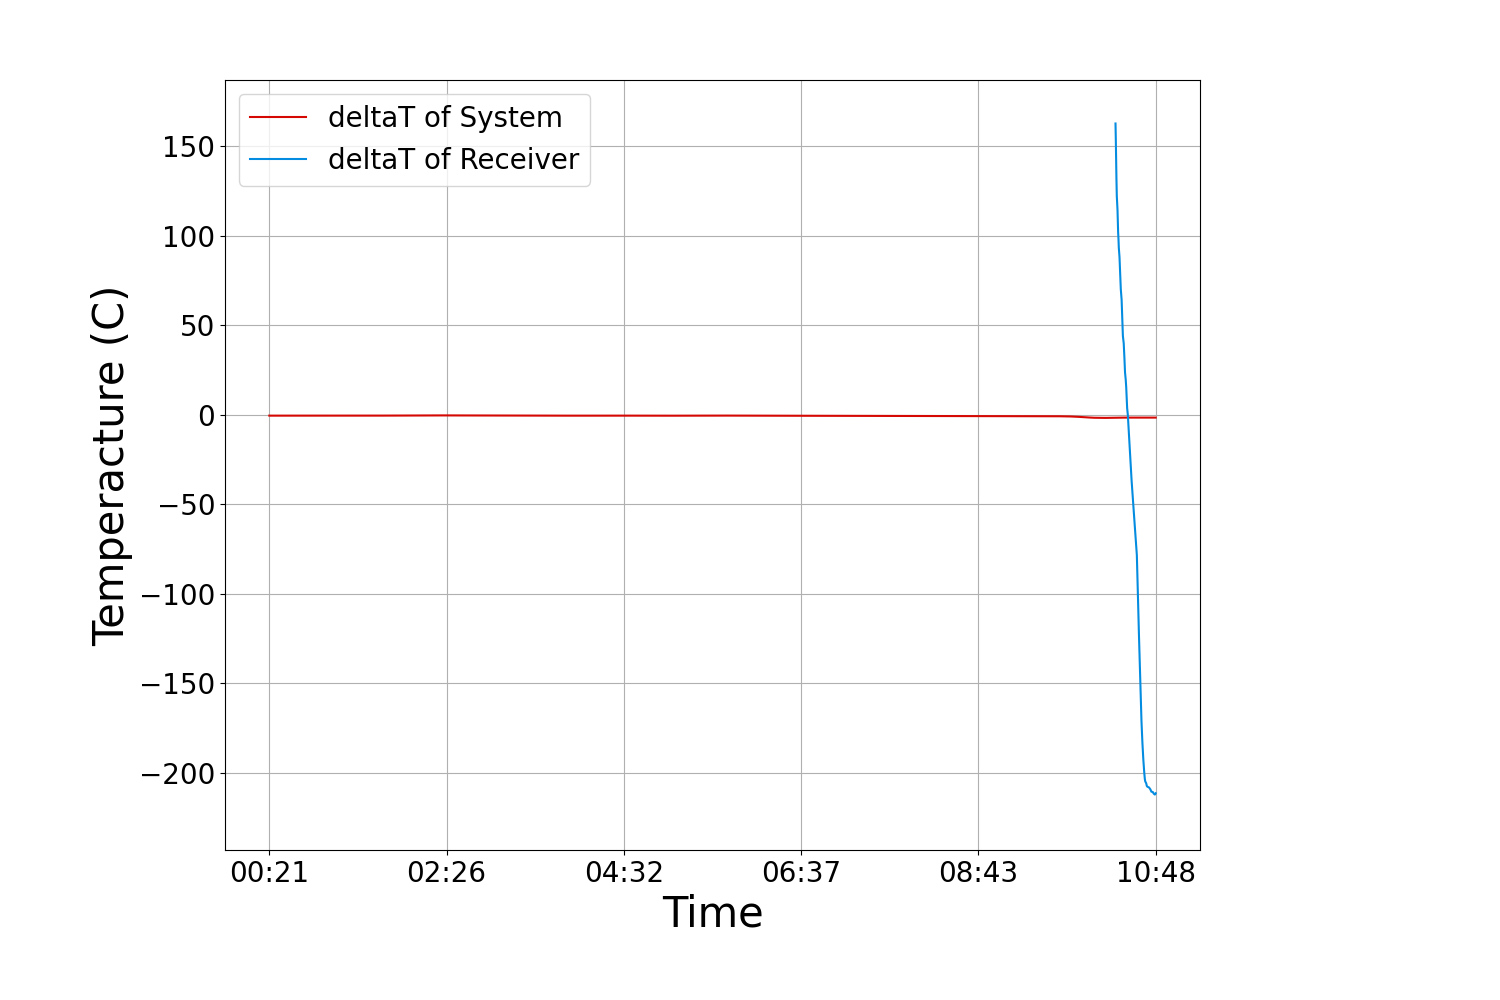 deltaT of System
deltaT of Receiver
150
100
50
0
−50
−100
−150
−200
Temperacture (C)
00:21 02:26 04:32 06:37 08:43 10:48
Time